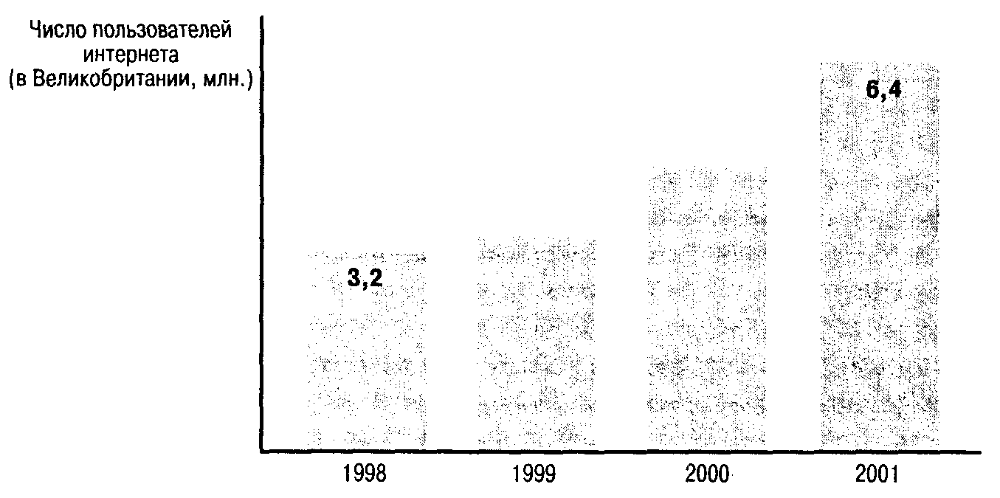 Число пользователей
интернета
(в Великобритании, млн.)
6,4
3,2
1998
1999
2000
2001